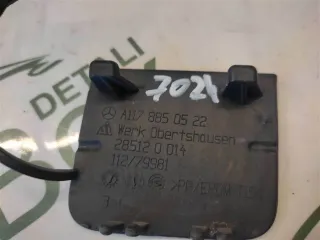 DETALI
7024
A117 885 05 22
Werk Obertshausen
28512 0 014
112/79981